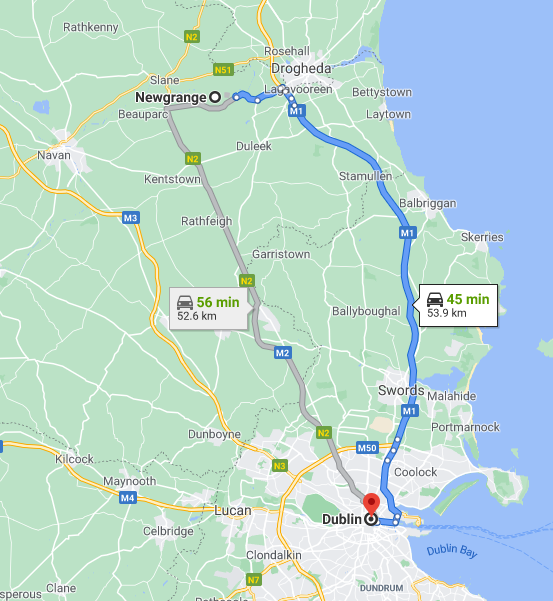 Rathkenny
N2
Rosehall
Drogheda
N51
Slane
Lagavooreen
Bettystown
Newgrange
M1
Beauparc
Laytown
Duleek
Navan
N2
Kentstown
Stamullen
Balbriggan
M3
Rathfeigh
M1
Skerries
Garristown
N2
56 min
52.6 km
45 min
53.9 km
Ballyboughal
M2
Swords
Malahide
M1
Portmarnock
Dunboyne
N2
M50
Kilcock
N3
Coolock
Maynooth
M4
Lucan
Dublin
Celbridge
Clondalkin
Dublin Bay
N7
Clane
DUNDRUM